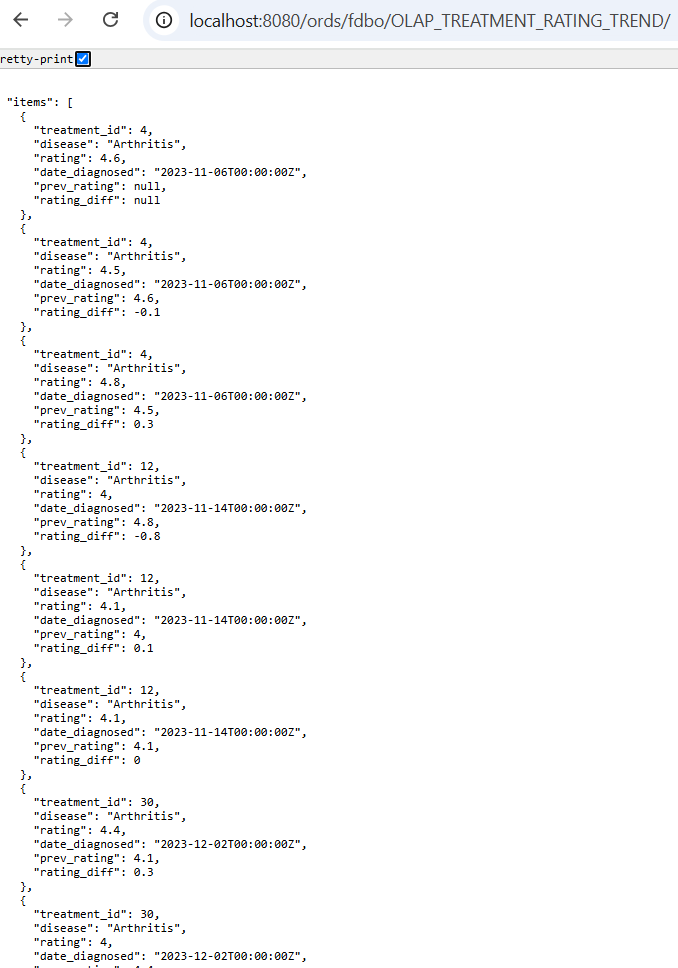 localhost:8080/ords/fdbo/OLAP_TREATMENT_RATING_TREND/
retty-print
"items": [
{
"treatment_id": 4,
"disease": "Arthritis",
"rating": 4.6,
"date_diagnosed": "2023-11-06T00:00:00Z",
"prev_rating": null,
"rating_diff": null
},
{
"treatment_id": 4,
"disease": "Arthritis",
"rating": 4.5,
"date_diagnosed": "2023-11-06T00:00:00Z",
"prev_rating": 4.6,
"rating_diff": -0.1
},
{
"treatment_id": 4,
"disease": "Arthritis",
"rating": 4.8,
"date_diagnosed": "2023-11-06T00:00:00Z",
"prev_rating": 4.5,
"rating_diff": 0.3
},
{
"treatment_id": 12,
"disease": "Arthritis",
"rating": 4,
"date_diagnosed": "2023-11-14T00:00:00Z",
"prev_rating": 4.8,
"rating_diff": -0.8
},
{
"treatment_id": 12,
"disease": "Arthritis",
"rating": 4.1,
"date_diagnosed": "2023-11-14T00:00:00Z",
"prev_rating": 4,
"rating_diff": 0.1
},
{
"treatment_id": 12,
"disease": "Arthritis",
"rating": 4.1,
"date_diagnosed": "2023-11-14T00:00:00Z",
"prev_rating": 4.1,
"rating_diff": 0
},
{
"treatment_id": 30,
"disease": "Arthritis",
"rating": 4.4,
"date_diagnosed": "2023-12-02T00:00:00Z",
"prev_rating": 4.1,
"rating_diff": 0.3
},
{
"treatment_id": 30,
"disease": "Arthritis",
"rating": 4,
"date_diagnosed": "2023-12-02T00:00:00Z",